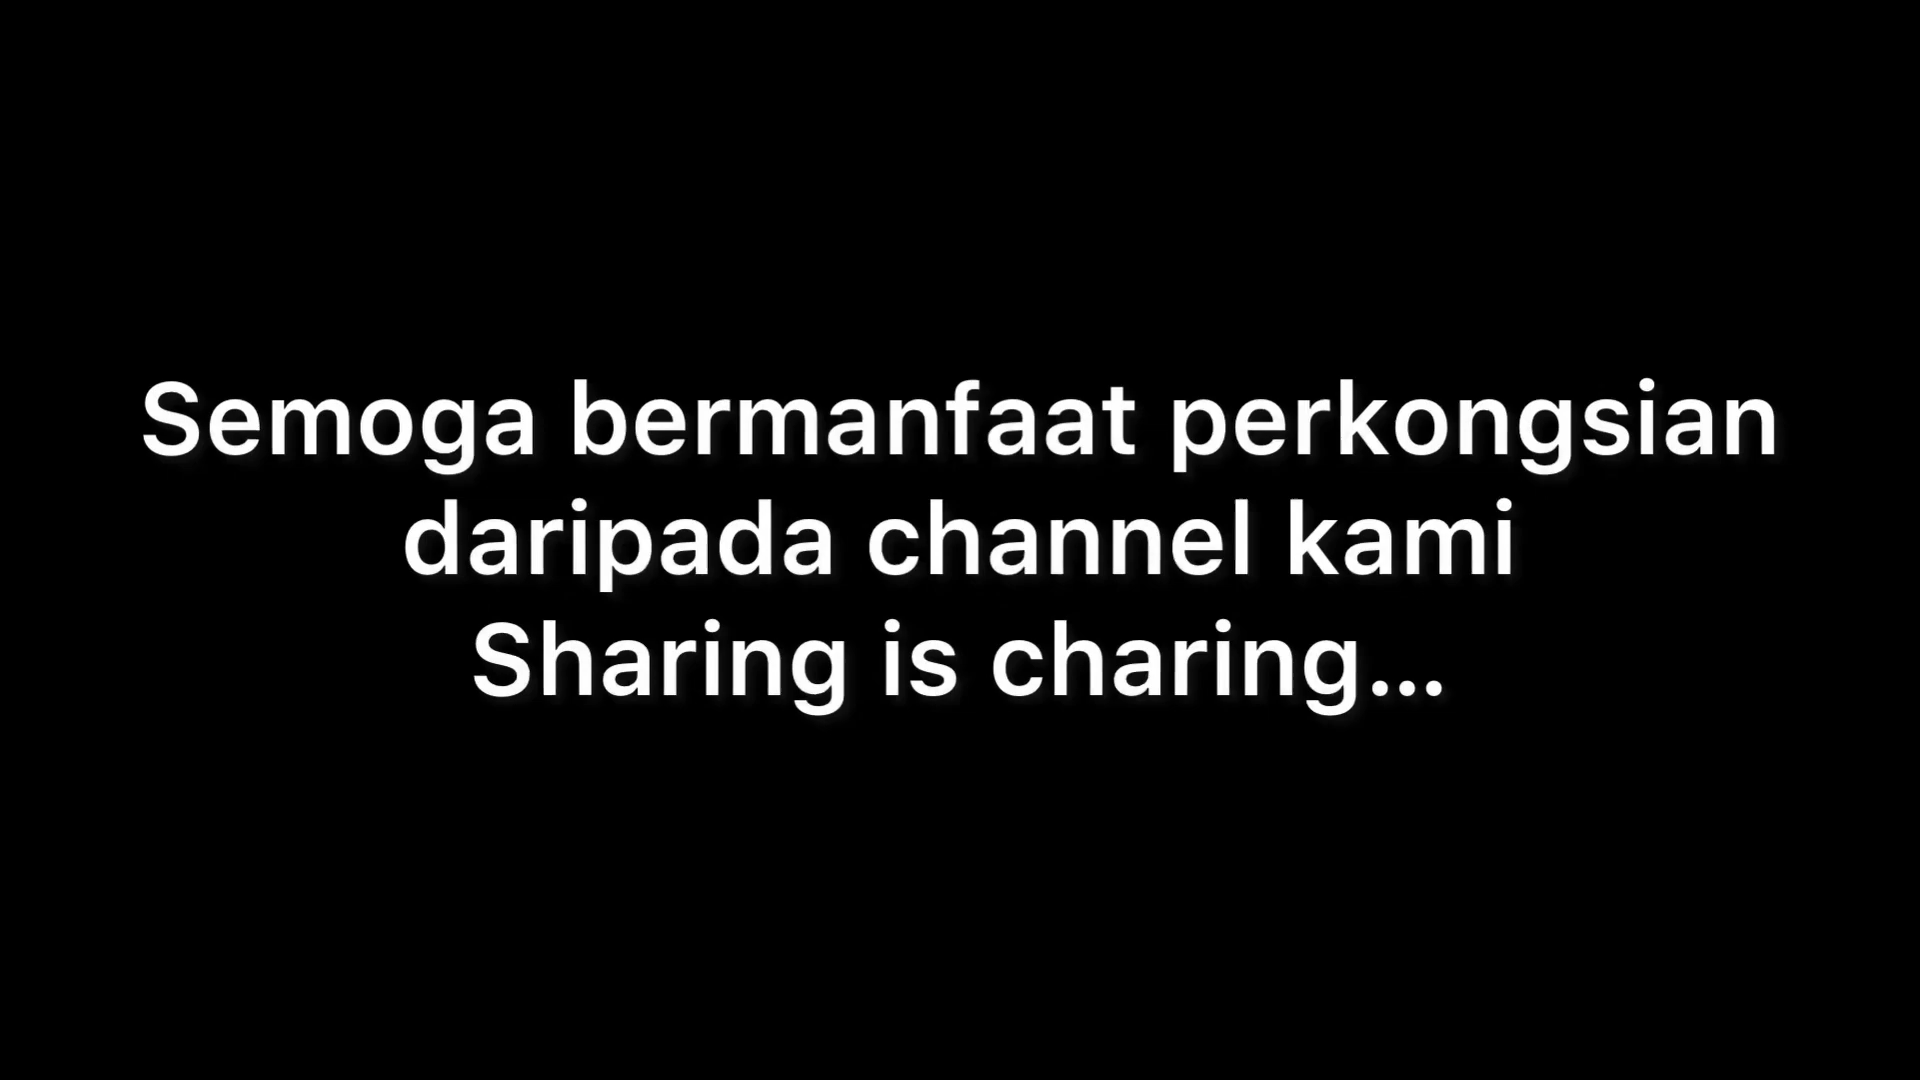 Semoga bermanfaat perkongsian
daripada channel kami
Sharing is charing...